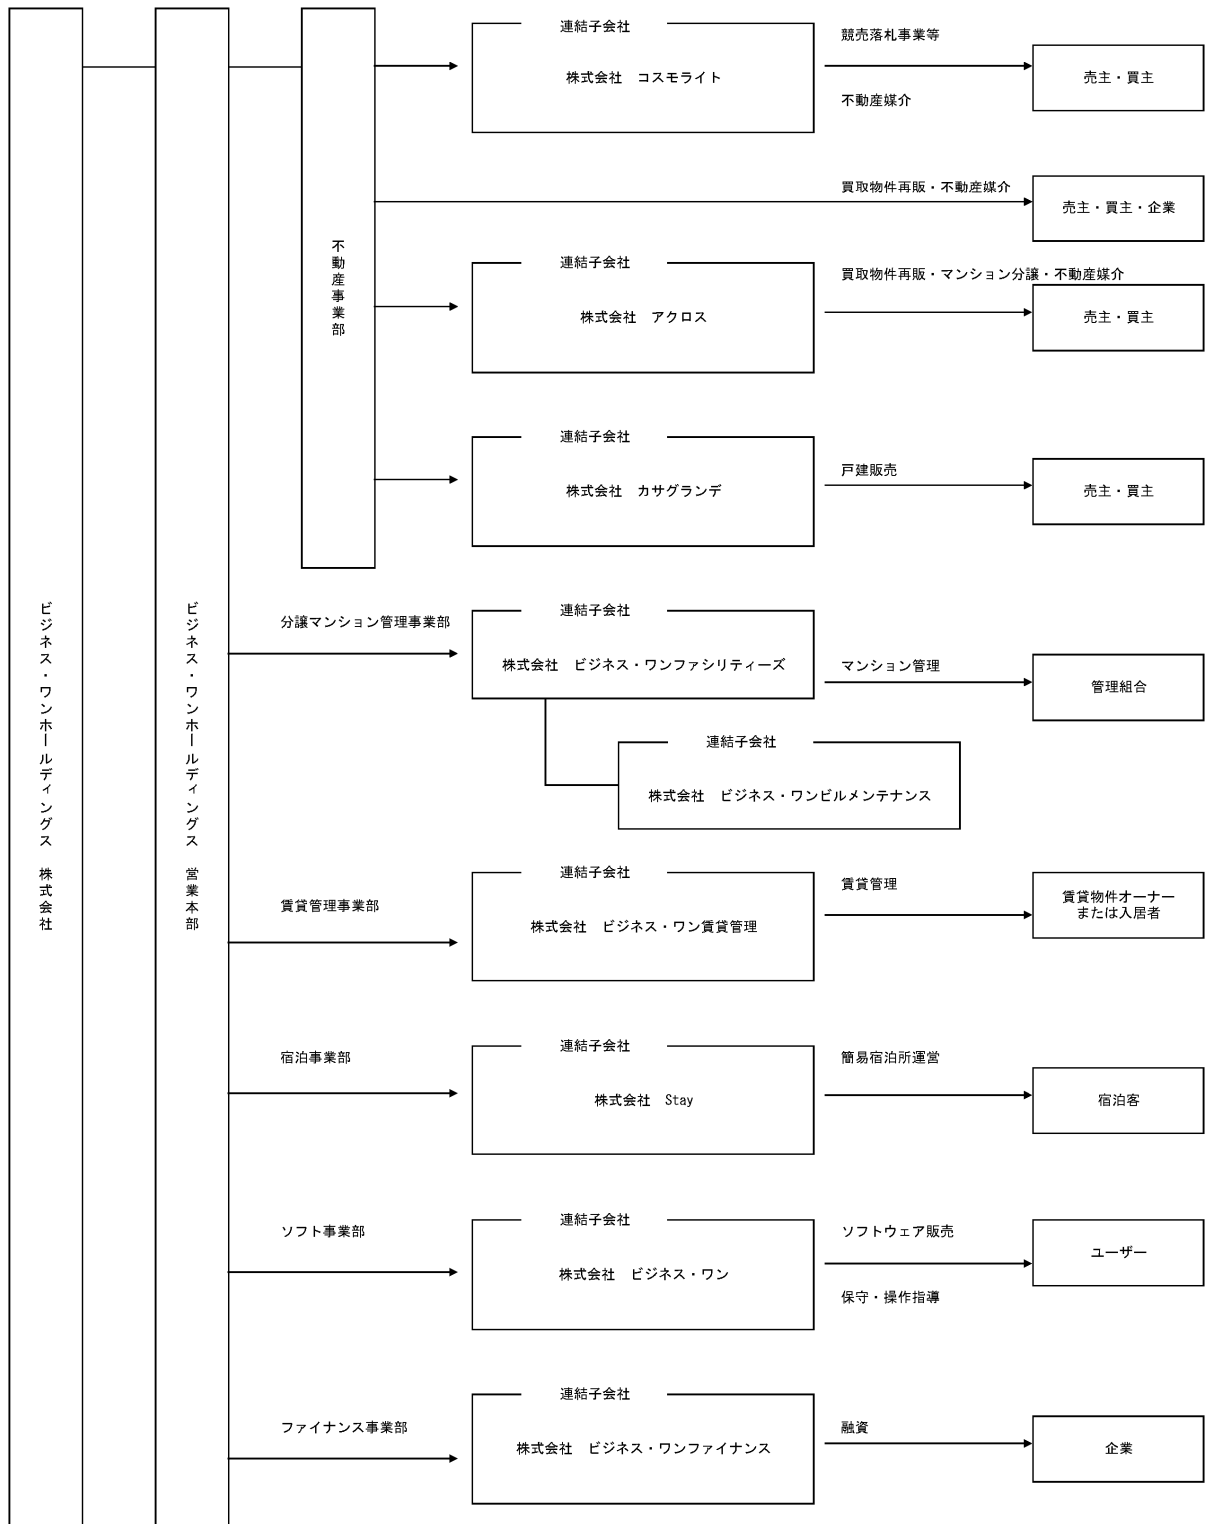 ビジネス・ワンホールディングス　株式会社
ビジネス・ワンホールディングス　営業本部
不動産事業部
連結子会社
株式会社　コスモライト
競売落札事業等
不動産媒介
売主・買主
買取物件再販・不動産媒介
売主・買主・企業
連結子会社
株式会社　アクロス
買取物件再販・マンション分譲・不動産媒介
売主・買主
連結子会社
株式会社　カサグランデ
戸建販売
売主・買主
分譲マンション管理事業部
連結子会社
株式会社　ビジネス・ワンファシリティーズ
マンション管理
管理組合
連結子会社
株式会社　ビジネス・ワンビルメンテナンス
賃貸管理事業部
連結子会社
株式会社　ビジネス・ワン賃貸管理
賃貸管理
賃貸物件オーナー
または入居者
宿泊事業部
連結子会社
株式会社　Stay
簡易宿泊所運営
宿泊客
ソフト事業部
連結子会社
株式会社　ビジネス・ワン
ソフトウェア販売
保守・操作指導
ユーザー
ファイナンス事業部
連結子会社
株式会社　ビジネス・ワンファイナンス
融資
企業